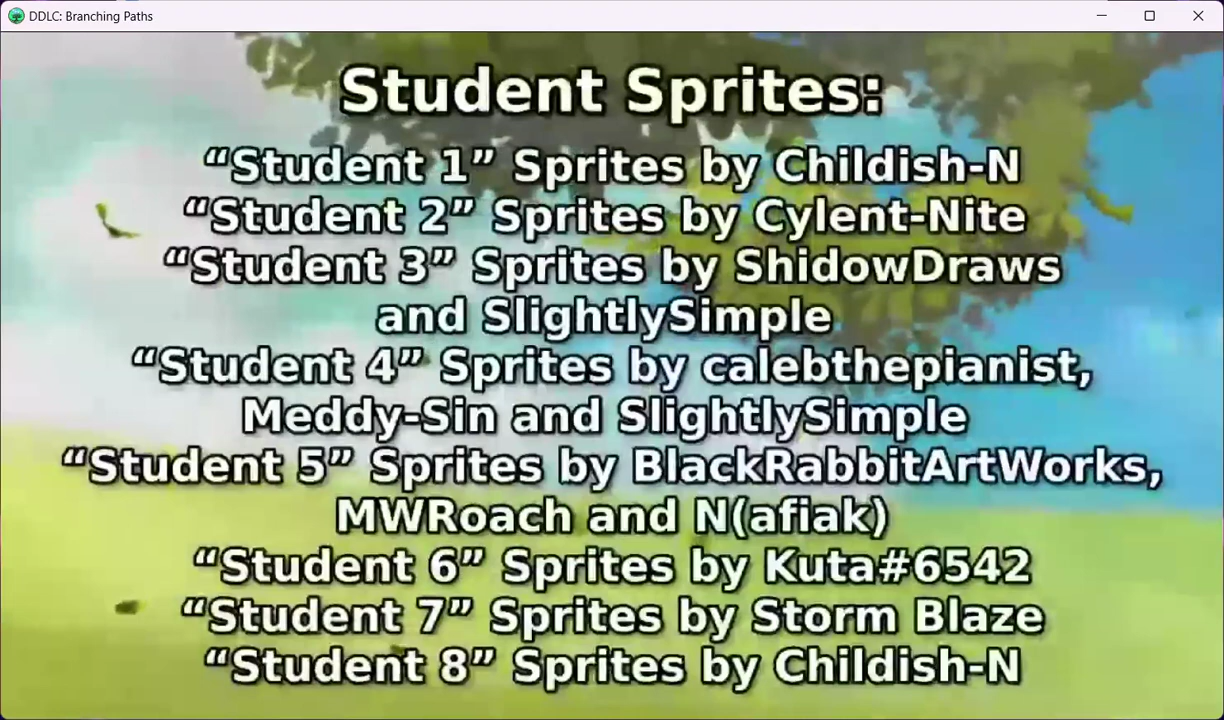 DDLC: Branching Paths
Student Sprites:
“Student 1” Sprites by Childish-N
“Student 2” Sprites by Cylent-Nite
“Student 3” Sprites by ShidowDraws
and SlightlySimple
“Student 4” Sprites by calebthepianist,
Meddy-Sin and SlightlySimple
“Student 5” Sprites by BlackRabbitArtWorks,
MWRoach and N(afiak)
“Student 6” Sprites by Kuta#6542
“Student 7” Sprites by Storm Blaze
“Student 8” Sprites by Childish-N